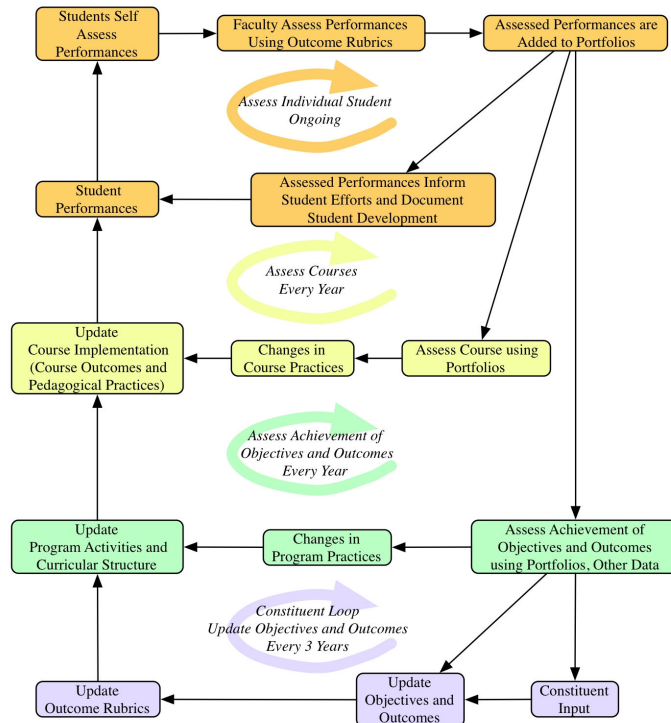 Students Self
Assess
Performances
Faculty Assess Performances
Using Outcome Rubrics
Assessed Performances are
Added to Portfolios
Assess Individual Student
Ongoing
Student
Performances
Assessed Performances Inform
Student Efforts and Document
Student Development
Assess Courses
Every Year
Update
Course Implementation
(Course Outcomes and
Pedagogical Practices)
Changes in
Course Practices
Assess Course using
Portfolios
Assess Achievement of
Objectives and Outcomes
Every Year
Update
Program Activities and
Curricular Structure
Changes in
Program Practices
Assess Achievement of
Objectives and Outcomes
using Portfolios, Other Data
Constituent Loop
Update Objectives and Outcomes
Every 3 Years
Update
Outcome Rubrics
Update
Objectives and
Outcomes
Constituent
Input